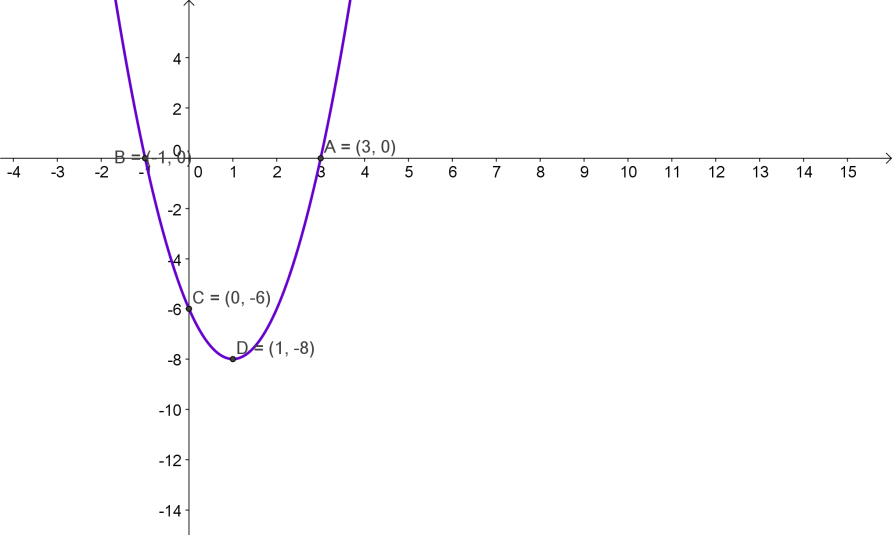 4
2
0
B = (-1, 0)
A = (3, 0)
-4 -3 -2 -1 0 1 2 3 4 5 6 7 8 9 10 11 12 13 14 15
-2
-4
C = (0, -6)
-6
D = (1, -8)
-8
-10
-12
-14